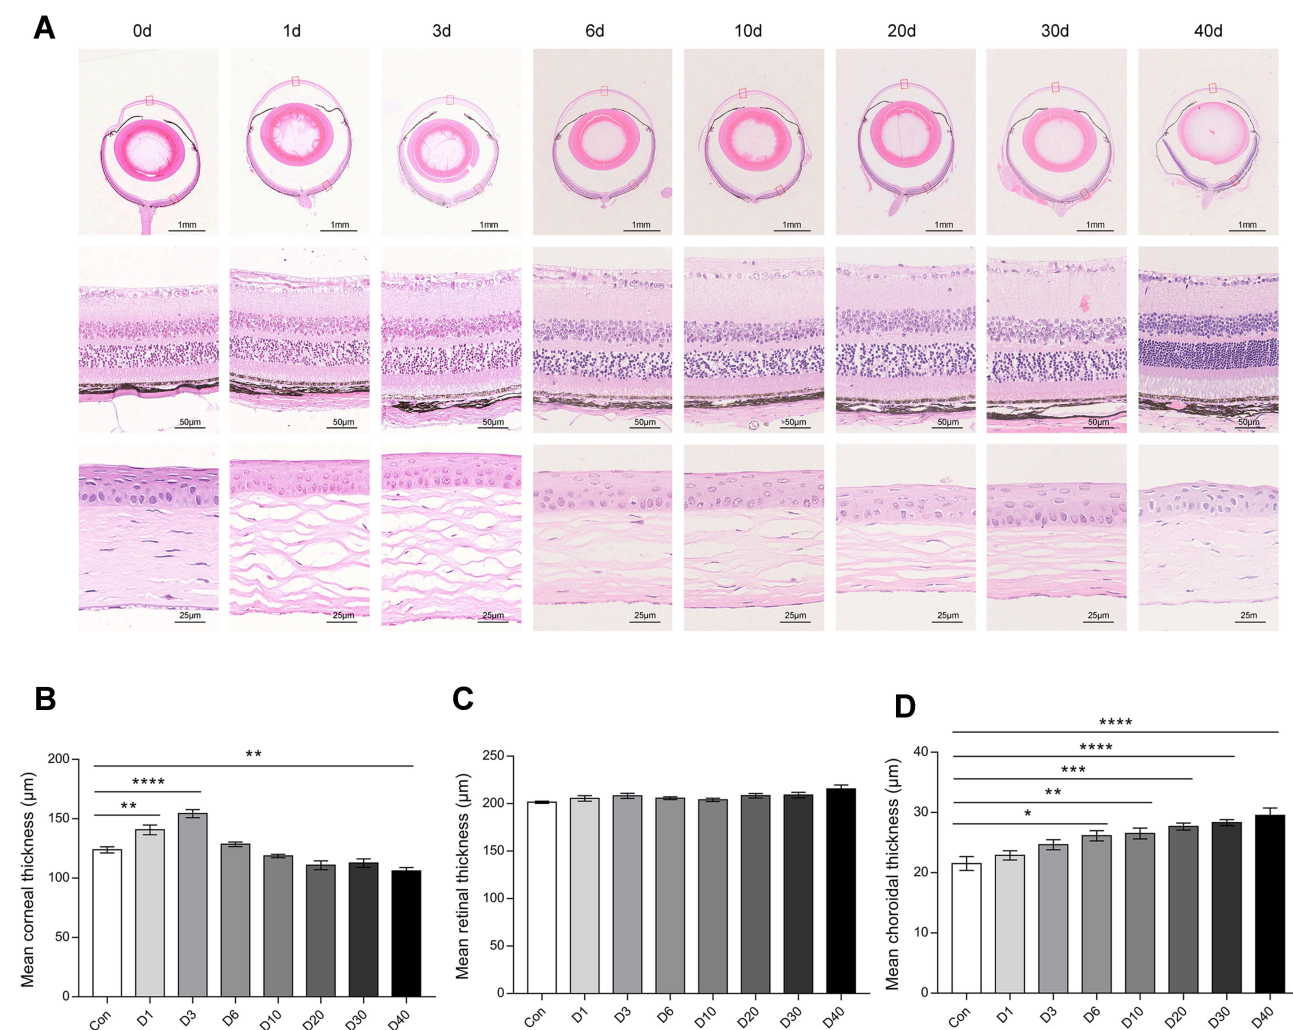 A
0d 1d 3d 6d 10d 20d 30d 40d
1mm 1mm 1mm 1mm 1mm 1mm 1mm 1mm
50μm 50μm 50μm 50μm 50μm 50μm 50μm 50μm
25μm 25μm 25μm 25μm 25μm 25μm 25μm 25m
B
Mean corneal thickness (μm)
200
150
100
50
0
**
****
**
Con D1 D3 D6 D10 D20 D30 D40
C
Mean retinal thickness (μm)
250
200
150
100
50
0
Con D1 D3 D6 D10 D20 D30 D40
D
Mean choroidal thickness (μm)
40
30
20
10
0
****
****
***
**
*
Con D1 D3 D6 D10 D20 D30 D40